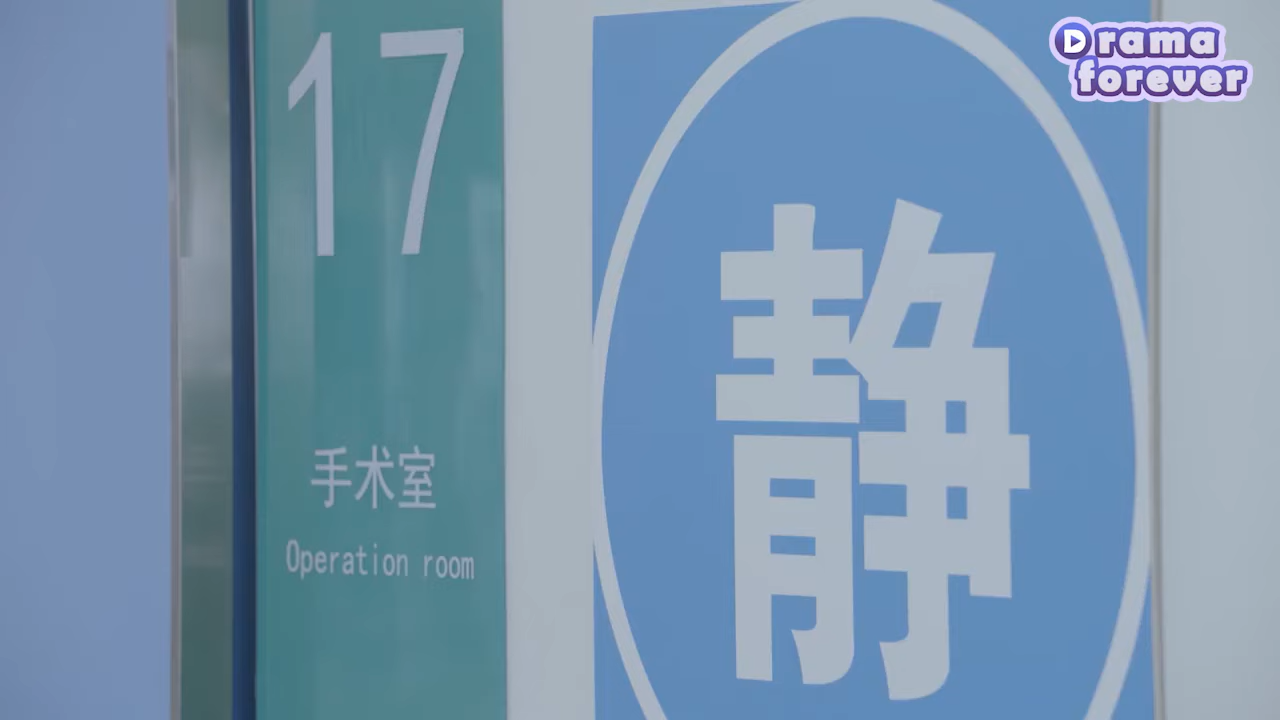 17
手术室
Operation room
静
Drama
forever